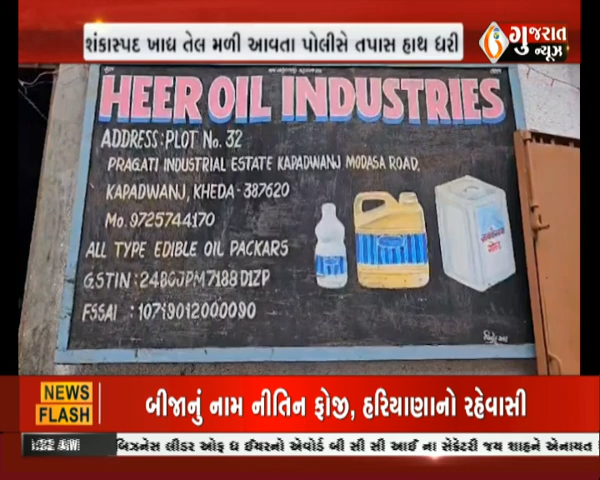 શંકાસ્પદ ખાદ્ય તેલ મળી આવતા પોલીસે તપાસ હાથ ધરી
ગુજરાત
ન્યૂઝ
HEER OIL INDUSTRIES
ADDRESS: PLOT No. 32
PRAGATI INDUSTRIAL ESTATE KAPADWANJ MODASA ROAD,
KAPADWANJ, KHEDA - 387620
Mo. 9725744170
ALL TYPE EDIBLE OIL PACKARS
FSSAI : 10719012000090
NEWS
FLASH
બીજાનું નામ નીતિન ફોજી, હરિયાણાનો રહેવાસી
બિઝનેસ લીડર ઓફ ધ ઈયરનો એવોર્ડ બી સી સી આઈ ના સેક્રેટરી જય શાહને એનાયત